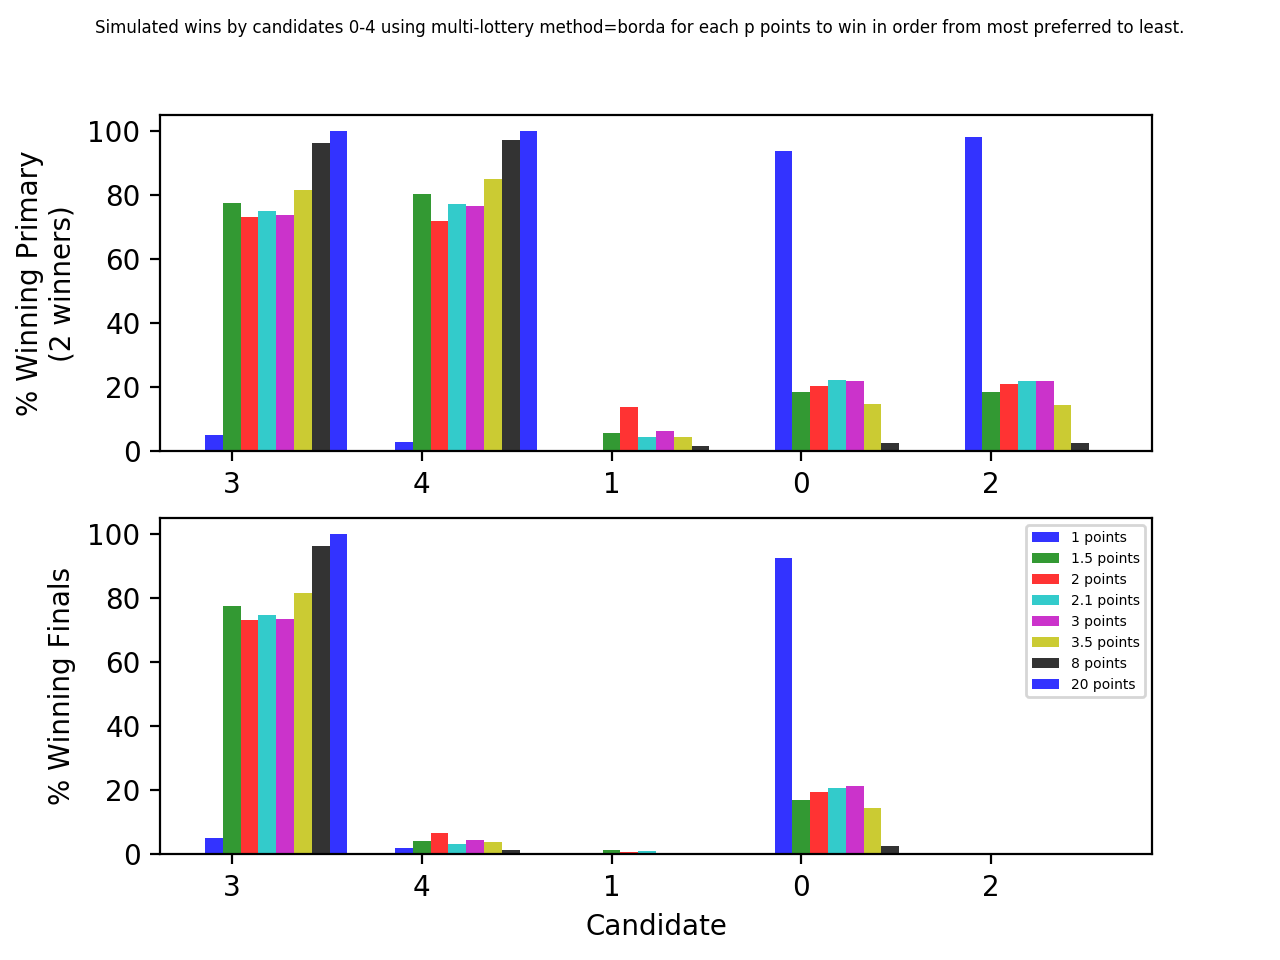 Simulated wins by candidates 0-4 using multi-lottery method=borda for each p points to win in order from most preferred to least.
% Winning Primary
(2 winners)
100
80
60
40
20
0
3 4 1 0 2
% Winning Finals
100
80
60
40
20
0
1 points
1.5 points
2 points
2.1 points
3 points
3.5 points
8 points
20 points
3 4 1 0 2
Candidate